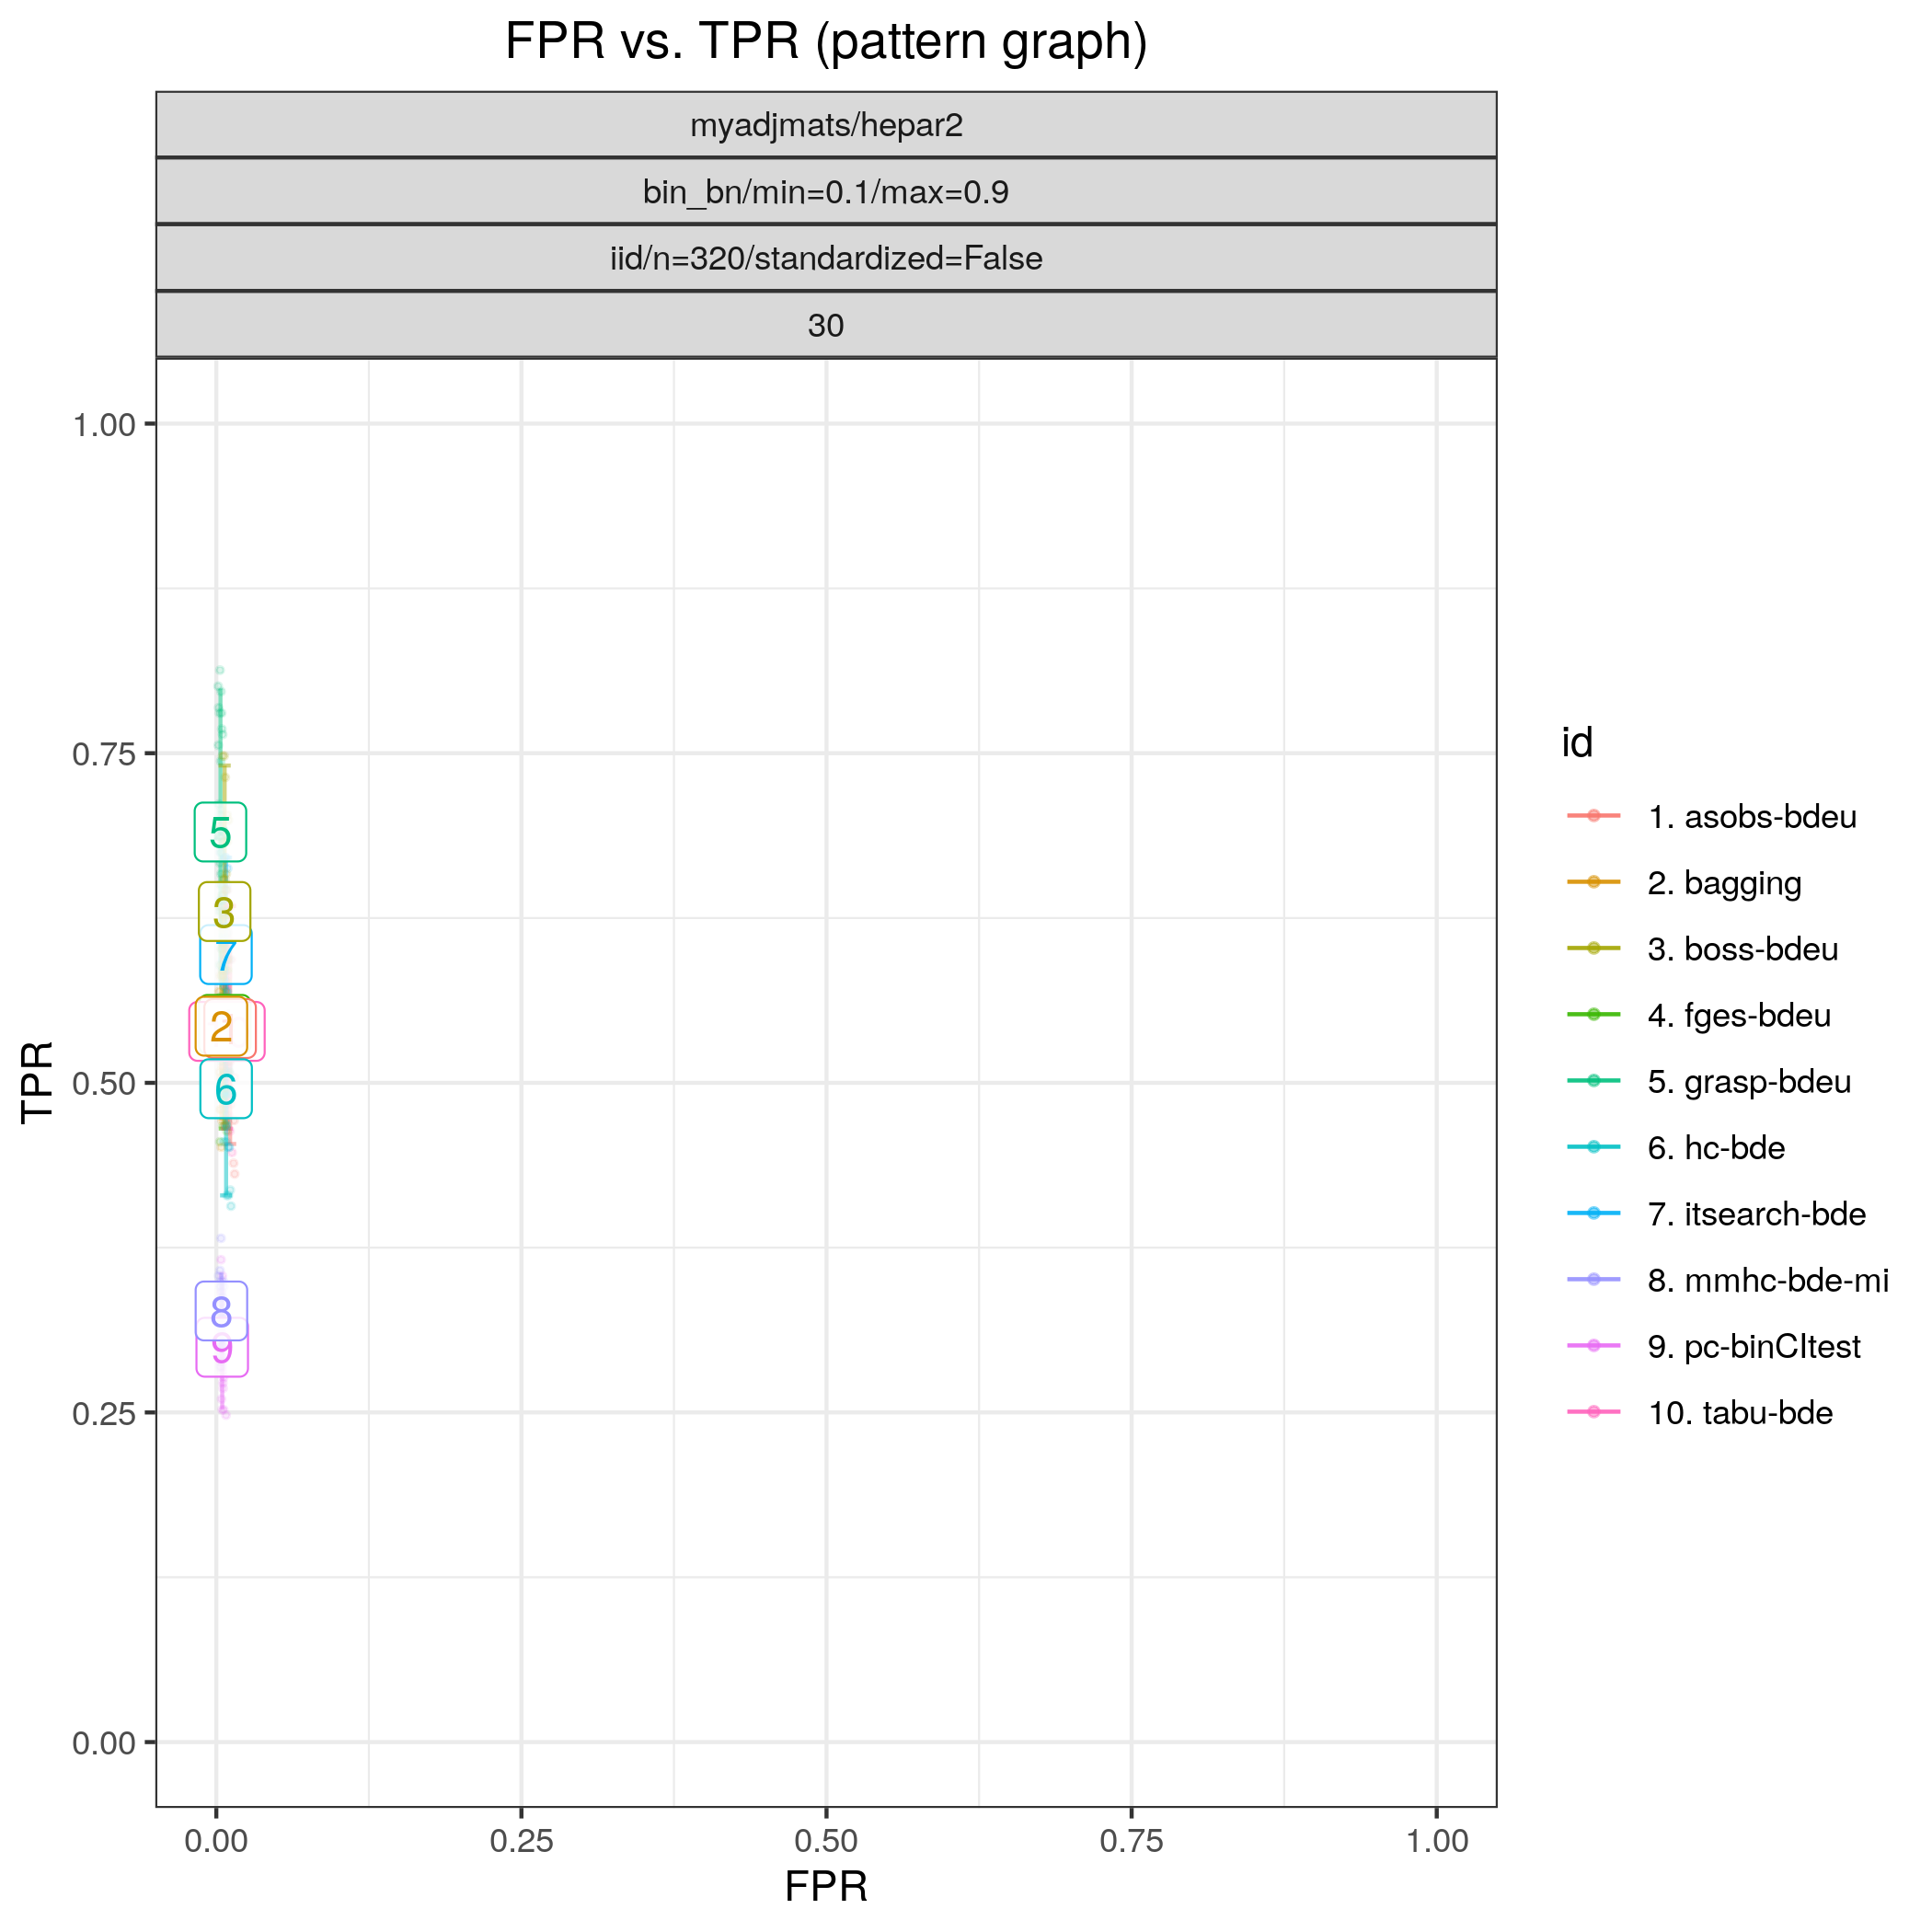 FPR vs. TPR (pattern graph)
myadjmats/hepar2
bin_bn/min=0.1/max=0.9
iid/n=320/standardized=False
30
1.00
0.75
0.50
0.25
0.00
TPR
5
3
7
2
6
8
9
0.00 0.25 0.50 0.75 1.00
FPR
id
1. asobs-bdeu
2. bagging
3. boss-bdeu
4. fges-bdeu
5. grasp-bdeu
6. hc-bde
7. itsearch-bde
8. mmhc-bde-mi
9. pc-binCItest
10. tabu-bde